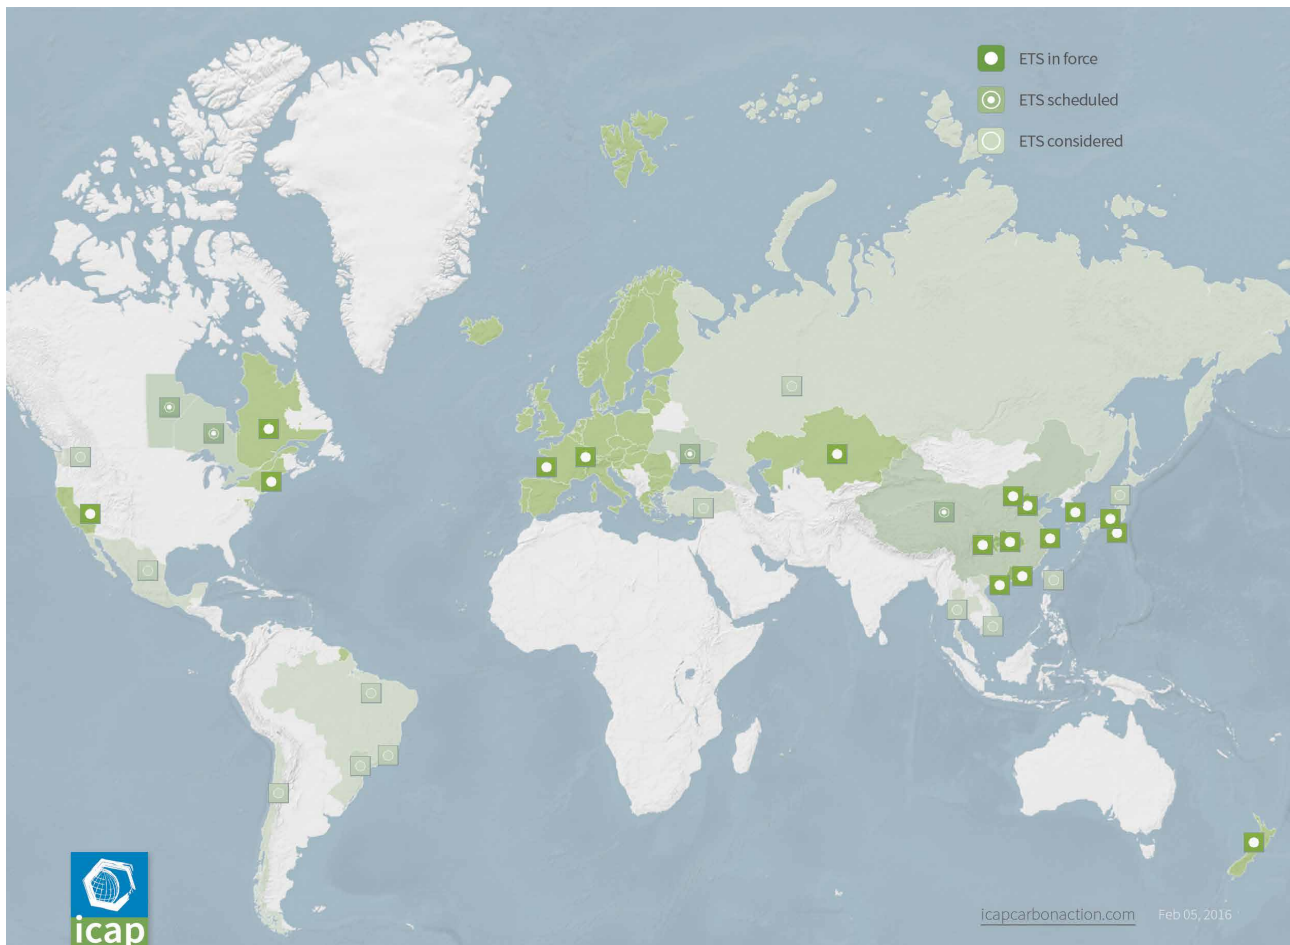 ETS in force
ETS scheduled
ETS considered
icap
icapcarbonaction.com Feb 05, 2016